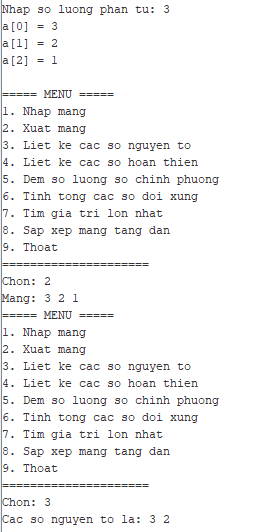 Nhap so luong phan tu: 3
a[0] = 3
a[1] = 2
a[2] = 1
===== MENU =====
1. Nhap mang
2. Xuat mang
3. Liet ke cac so nguyen to
4. Liet ke cac so hoan thien
5. Dem so luong so chinh phuong
6. Tinh tong cac so doi xung
7. Tim gia tri lon nhat
8. Sap xep mang tang dan
9. Thoat
=====================
Chon: 2
Mang: 3 2 1
===== MENU =====
1. Nhap mang
2. Xuat mang
3. Liet ke cac so nguyen to
4. Liet ke cac so hoan thien
5. Dem so luong so chinh phuong
6. Tinh tong cac so doi xung
7. Tim gia tri lon nhat
8. Sap xep mang tang dan
9. Thoat
=====================
Chon: 3
Cac so nguyen to la: 3 2